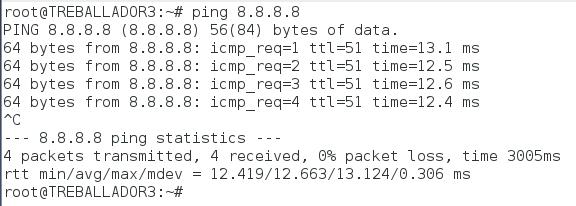 root@TREBALLADOR3:~# ping 8.8.8.8
PING 8.8.8.8 (8.8.8.8) 56(84) bytes of data.
64 bytes from 8.8.8.8: icmp_req=1 ttl=51 time=13.1 ms
64 bytes from 8.8.8.8: icmp_req=2 ttl=51 time=12.5 ms
64 bytes from 8.8.8.8: icmp_req=3 ttl=51 time=12.6 ms
64 bytes from 8.8.8.8: icmp_req=4 ttl=51 time=12.4 ms
^C
--- 8.8.8.8 ping statistics ---
4 packets transmitted, 4 received, 0% packet loss, time 3005ms
rtt min/avg/max/mdev = 12.419/12.663/13.124/0.306 ms
root@TREBALLADOR3:~#